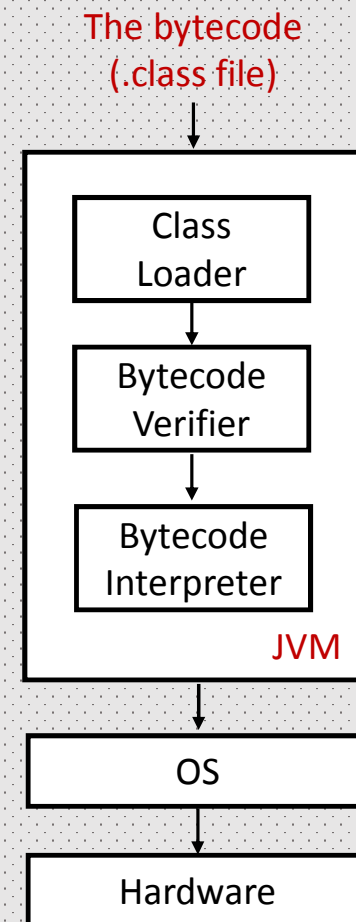 The bytecode
(.class file)
Class
Loader
Bytecode
Verifier
Bytecode
Interpreter
JVM
OS
Hardware